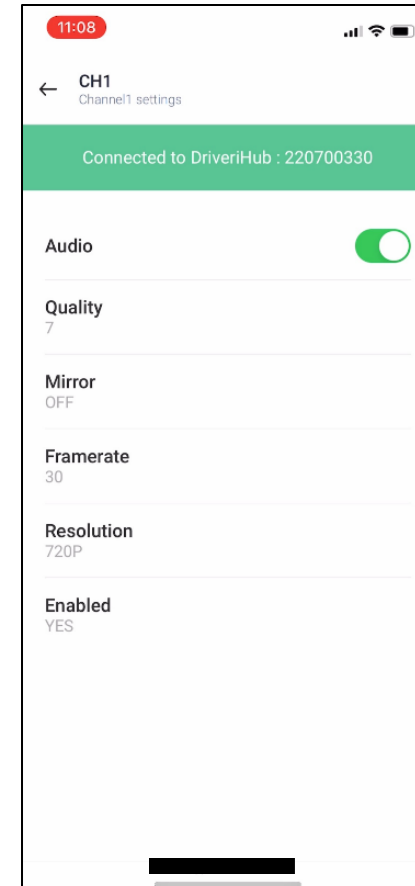 11:08
CH1
Channel1 settings
Connected to DriveriHub : 220700330
Audio
Quality
7
Mirror
OFF
Framerate
30
Resolution
720P
Enabled
YES